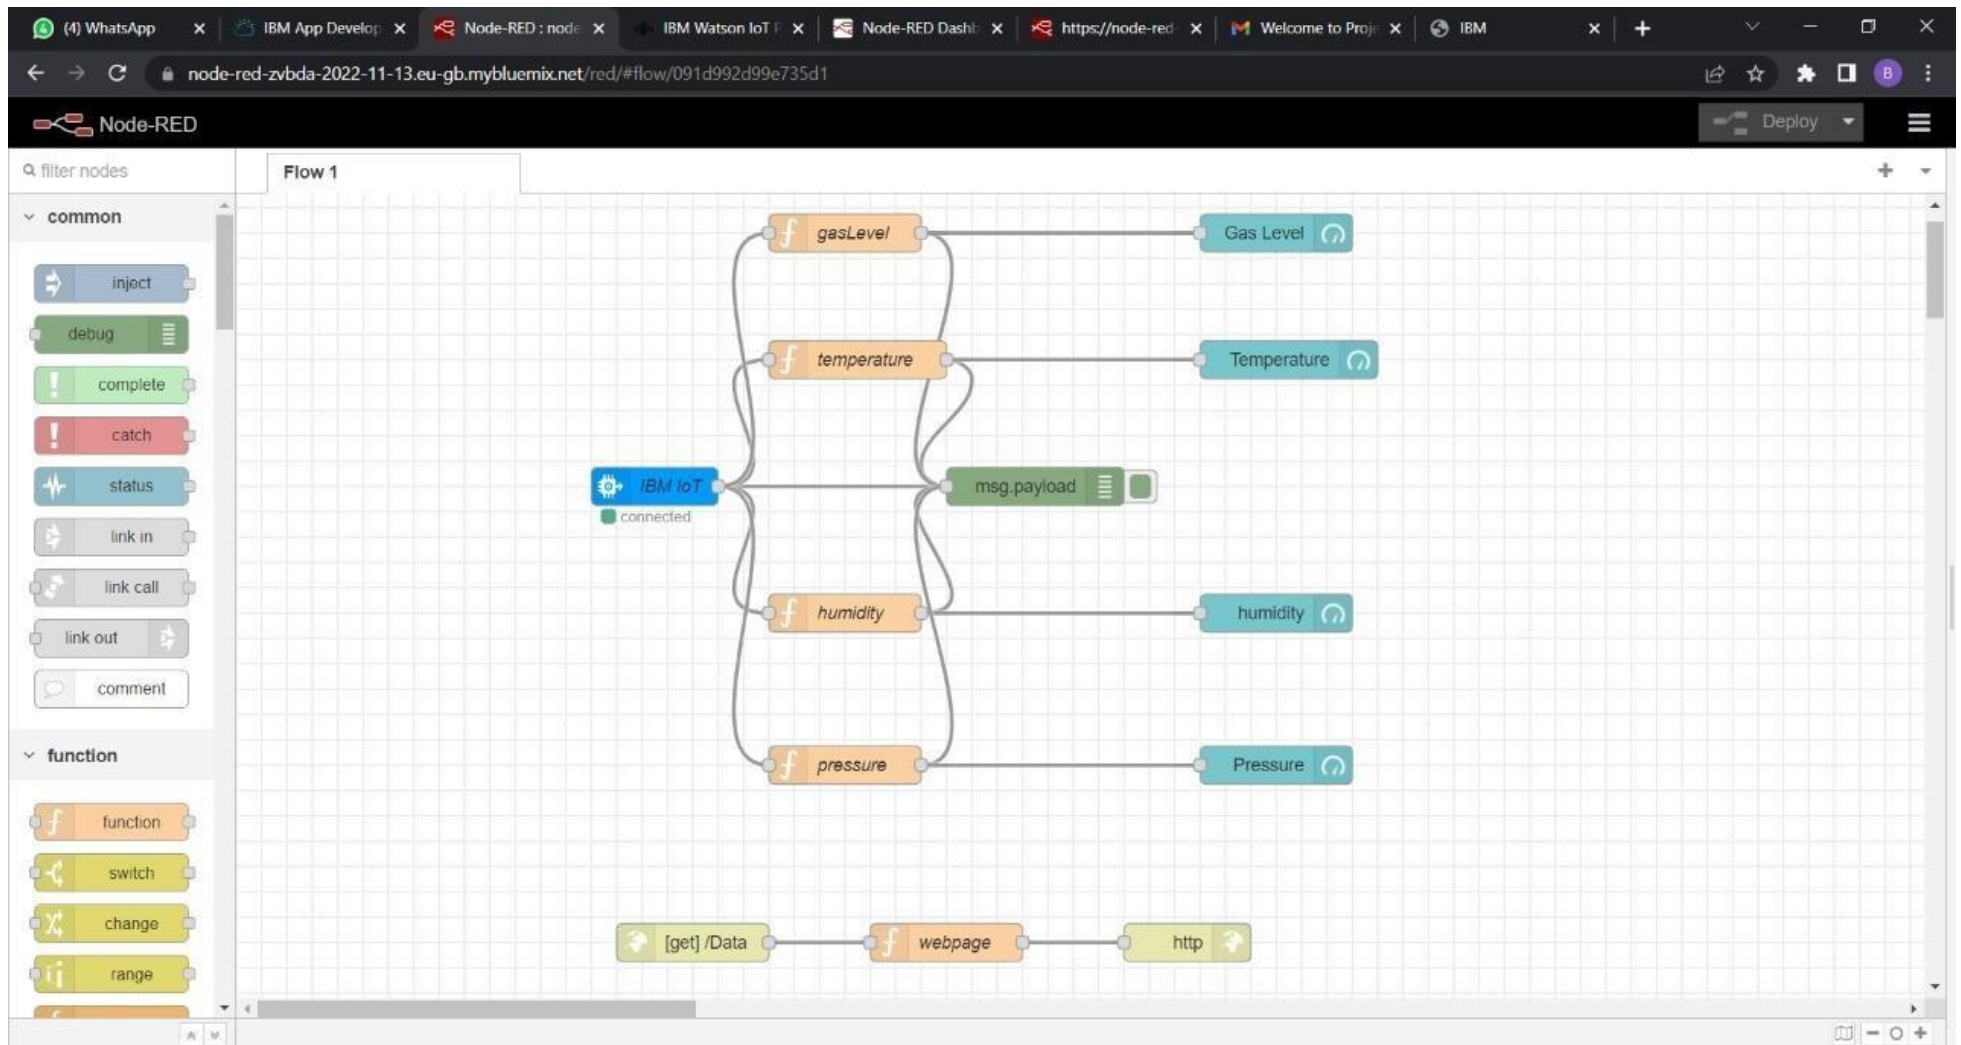 (4) WhatsApp
IBM App Develop
Node-RED : node
IBM Watson IoT P
Node-RED Dashb
https://node-red-
Welcome to Proje
IBM
node-red-zvbda-2022-11-13.eu-gb.mybluemix.net/red/#flow/091d992d99e735d1
B
Node-RED
Deploy
filter nodes
Flow 1
common
inject
debug
complete
catch
status
link in
link call
link out
comment
function
function
switch
change
range
gasLevel
Gas Level
temperature
Temperature
IBM IoT
connected
msg.payload
humidity
humidity
pressure
Pressure
[get] /Data
webpage
http